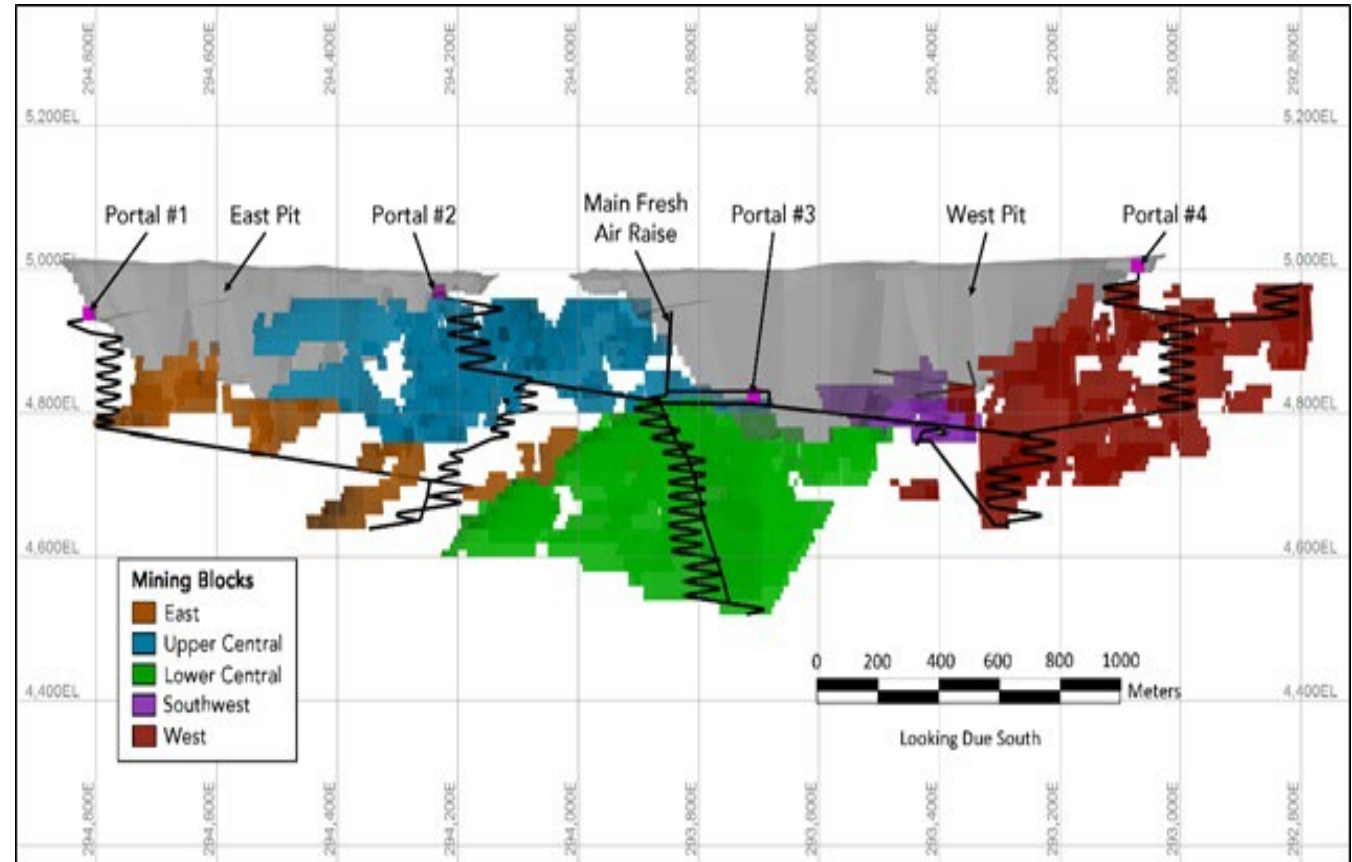 294,800E
294,600E
294,400E
294,200E
294,000E
293,800E
293,600E
293,400E
293,200E
293,000E
292,800E
5,200EL
5,200EL
Portal #1
East Pit
Portal #2
Main Fresh
Air Raise
Portal #3
West Pit
Portal #4
5,000EL
5,000EL
4,800EL
4,800EL
4,600EL
4,600EL
Mining Blocks
East
Upper Central
Lower Central
Southwest
West
0 200 400 600 800 1000
Meters
Looking Due South
4,400EL
4,400EL
294,800E
294,600E
294,400E
294,200E
294,000E
293,800E
293,600E
293,400E
293,200E
293,000E
292,800E